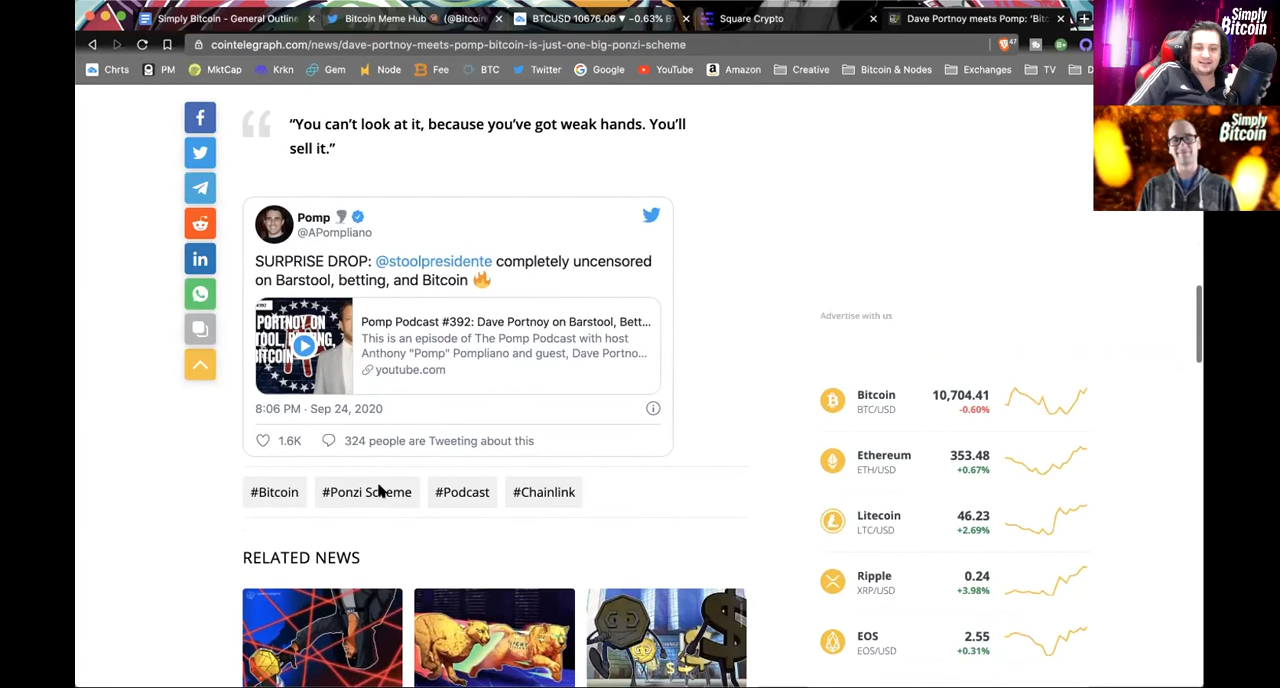 Simply Bitcoin - General Outline
Bitcoin Meme Hub (@Bitcoin
BTCUSD 10676.06 ▼ −0.63% B
Square Crypto
Dave Portnoy meets Pomp: 'Bit
cointelegraph.com/news/dave-portnoy-meets-pomp-bitcoin-is-just-one-big-ponzi-scheme
47
Chrts
PM
MktCap
Krkn
Gem
Node
Fee
BTC
Twitter
Google
YouTube
Amazon
Creative
Bitcoin & Nodes
Exchanges
TV
D
Simply
Bitcoin
Simply
Bitcoin
"You can't look at it, because you've got weak hands. You'll
sell it."
Pomp
@APompliano
SURPRISE DROP: @stoolpresidente completely uncensored
on Barstool, betting, and Bitcoin 🔥
PORTNOY ON
Pomp Podcast #392: Dave Portnoy on Barstool, Bett...
This is an episode of The Pomp Podcast with host
Anthony "Pomp" Pompliano and guest, Dave Portno...
youtube.com
8:06 PM · Sep 24, 2020
1.6K
324 people are Tweeting about this
#Bitcoin
#Ponzi Scheme
#Podcast
#Chainlink
RELATED NEWS
Advertise with us
Bitcoin 10,704.41
BTC/USD -0.60%
Ethereum 353.48
ETH/USD +0.67%
Litecoin 46.23
LTC/USD +2.69%
Ripple 0.24
XRP/USD +3.98%
EOS 2.55
EOS/USD +0.31%